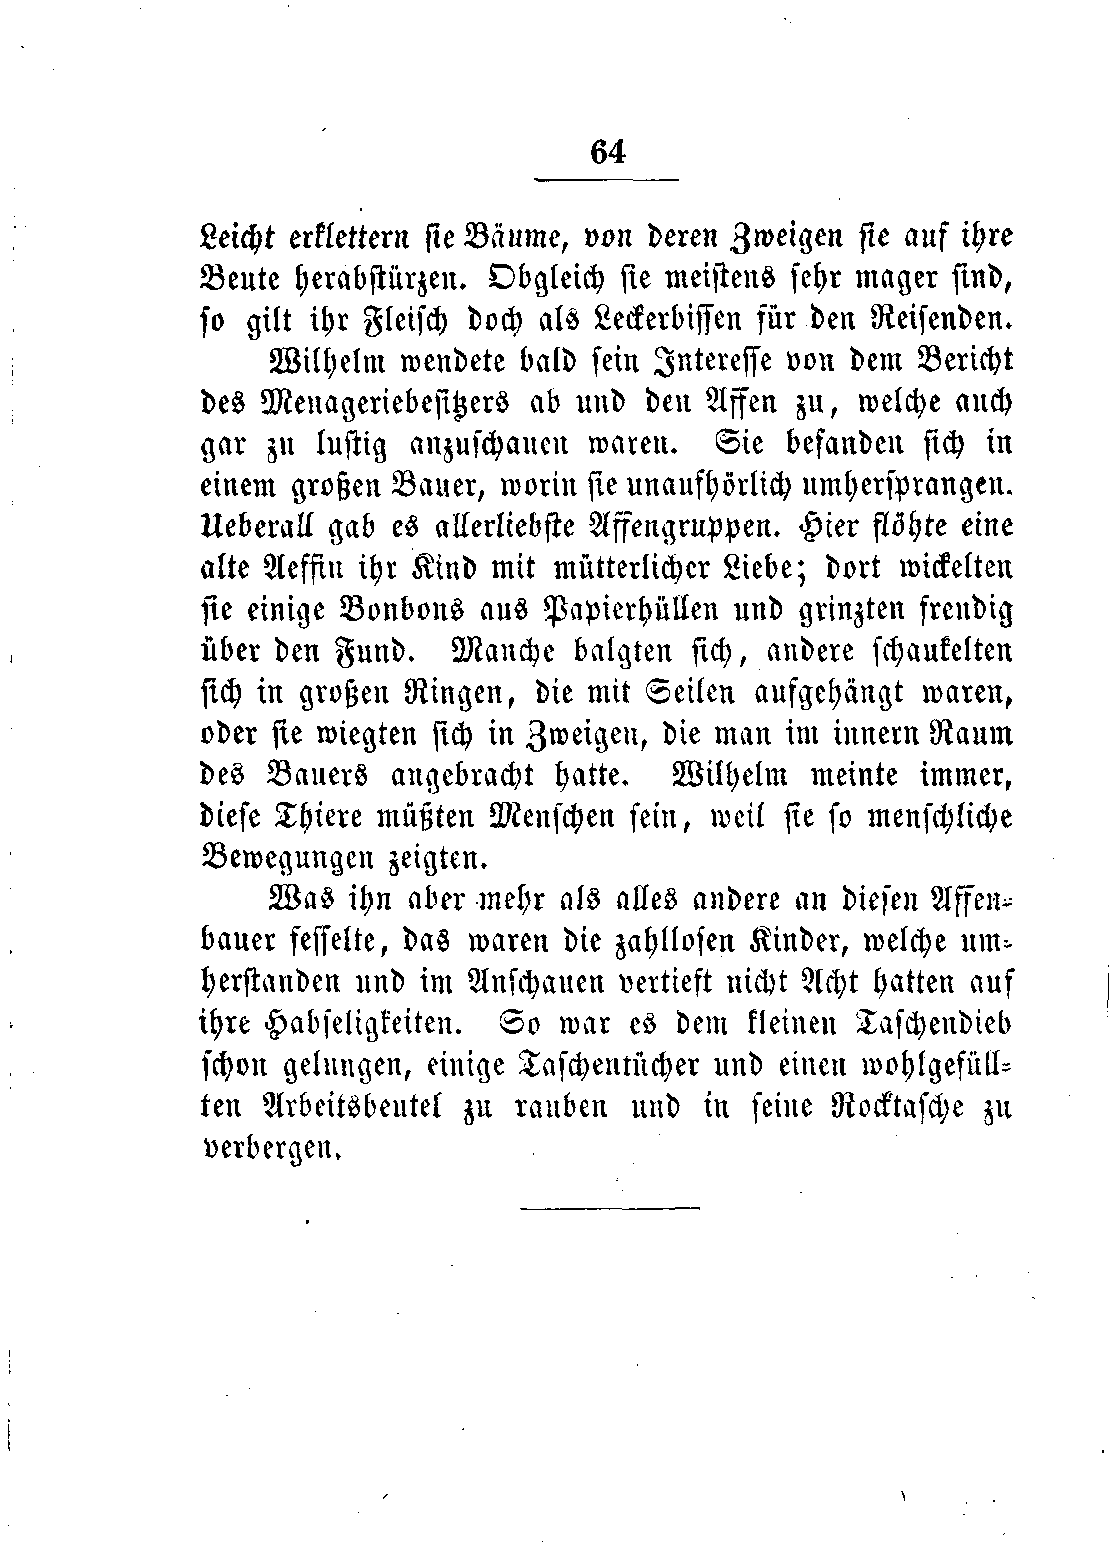 64
Leicht erklettern sie Bäume, von deren Zweigen sie auf ihre
Beute herabstürzen. Obgleich sie meistens sehr mager sind,
so gilt ihr Fleisch doch als Leckerbissen für den Reisenden.
Wilhelm wendete bald sein Interesse von dem Bericht
des Menageriebesitzers ab und den Affen zu, welche auch
gar zu lustig anzuschauen waren. Sie befanden sich in
einem großen Bauer, worin sie unaufhörlich umhersprangen.
Ueberall gab es allerliebste Affengruppen. Hier flöhte eine
alte Aeffin ihr Kind mit mütterlicher Liebe; dort wickelten
sie einige Bonbons aus Papierhüllen und grinzten freudig
über den Fund. Manche balgten sich, andere schaukelten
sich in großen Ringen, die mit Seilen aufgehängt waren,
oder sie wiegten sich in Zweigen, die man im innern Raum
des Bauers angebracht hatte. Wilhelm meinte immer,
diese Thiere müßten Menschen sein, weil sie so menschliche
Bewegungen zeigten.
Was ihn aber mehr als alles andere an diesen Affen-
bauer fesselte, das waren die zahllosen Kinder, welche um-
herstanden und im Anschauen vertieft nicht Acht hatten auf
ihre Habseligkeiten. So war es dem kleinen Taschendieb
schon gelungen, einige Taschentücher und einen wohlgefüll-
ten Arbeitsbeutel zu rauben und in seine Rocktasche zu
verbergen.